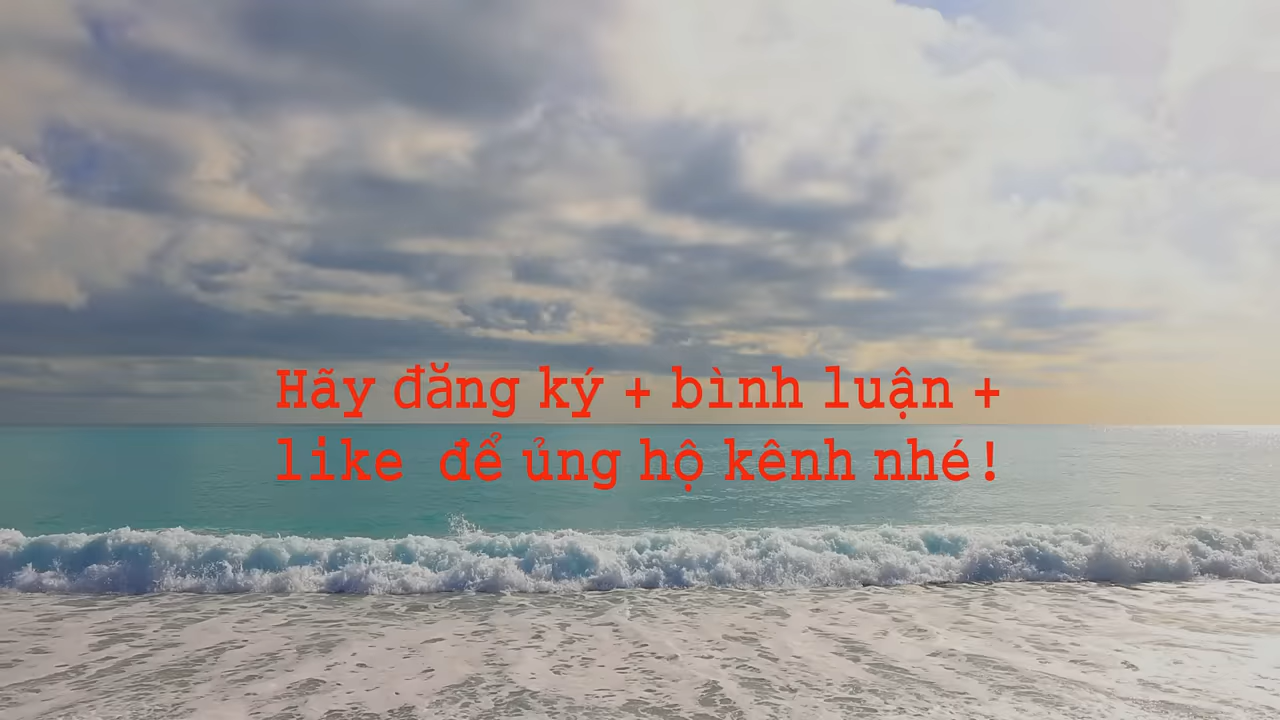 Hãy đăng ký + bình luận +
like để ủng hộ kênh nhé!